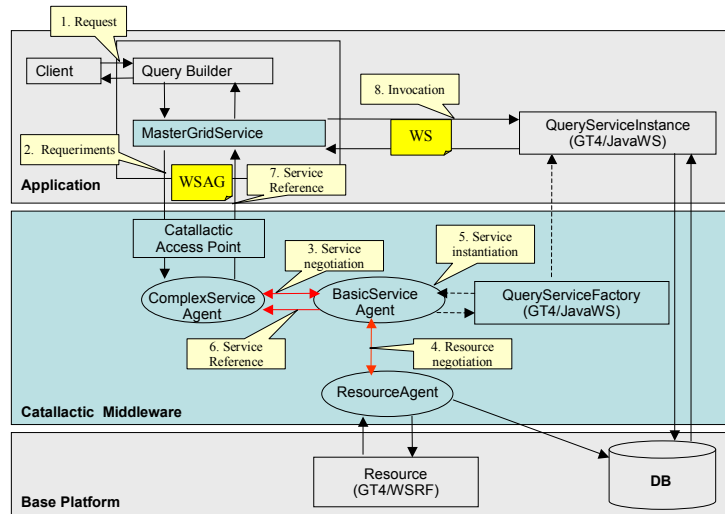 1. Request
Client
Query Builder
8. Invocation
MasterGridService
WS
QueryServiceInstance
(GT4/JavaWS)
2. Requeriments
WSAG
7. Service
Reference
Application
Catallactic
Access Point
3. Service
negotiation
5. Service
instantiation
ComplexService
Agent
BasicService
Agent
QueryServiceFactory
(GT4/JavaWS)
6. Service
Reference
4. Resource
negotiation
ResourceAgent
Catallactic Middleware
Resource
(GT4/WSRF)
DB
Base Platform